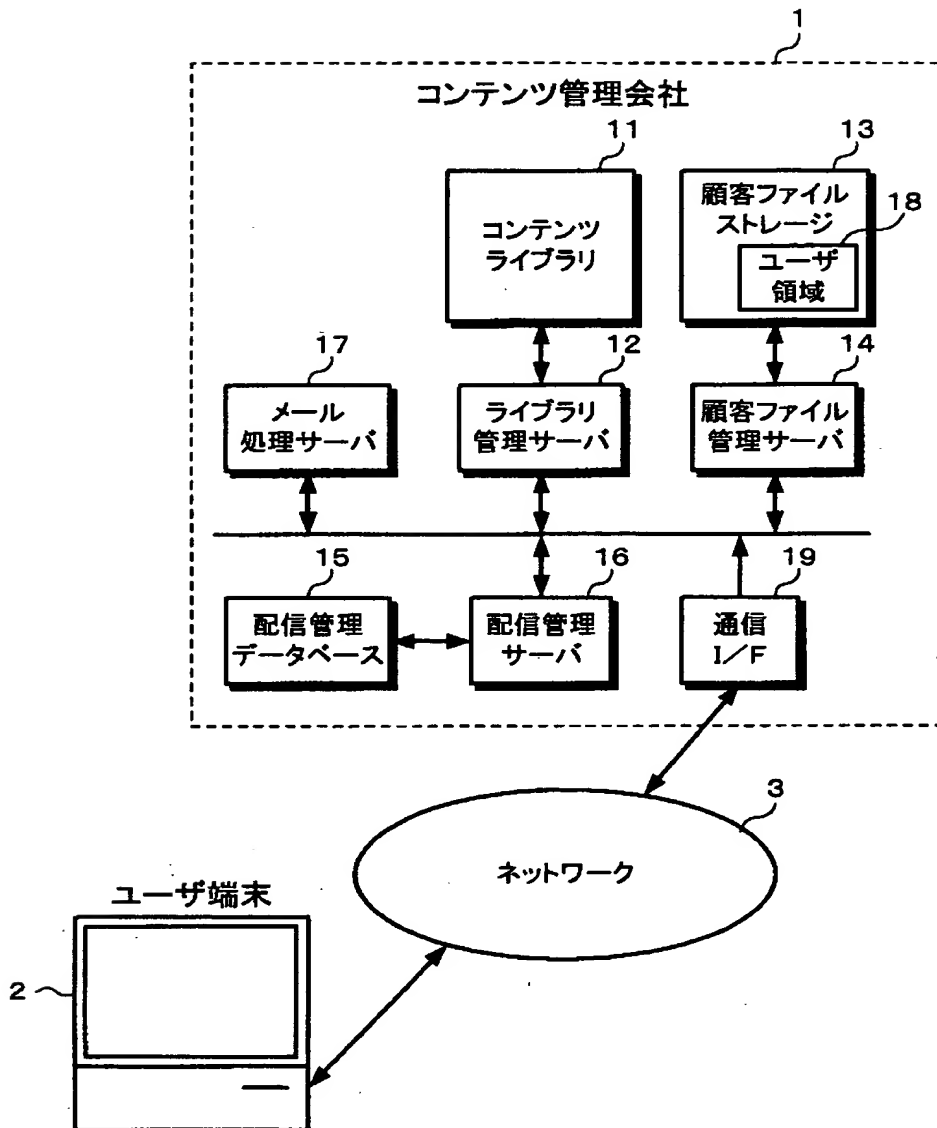 1
コンテンツ管理会社
11
13
コンテンツ
ライブラリ
顧客ファイル
ストレージ
18
ユーザ
領域
17
12
14
メール
処理サーバ
ライブラリ
管理サーバ
顧客ファイル
管理サーバ
15
16
19
配信管理
データベース
配信管理
サーバ
通信
I/F
3
ネットワーク
ユーザ端末
2